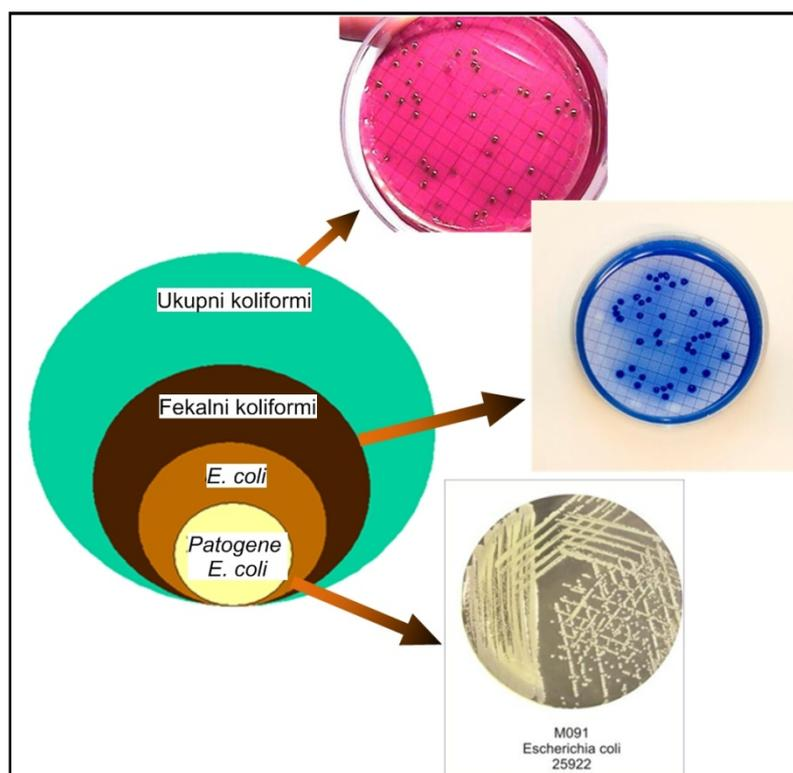 Ukupni koliformi
Fekalni koliformi
E. coli
Patogene
E. coli
M091
Escherichia coli
25922